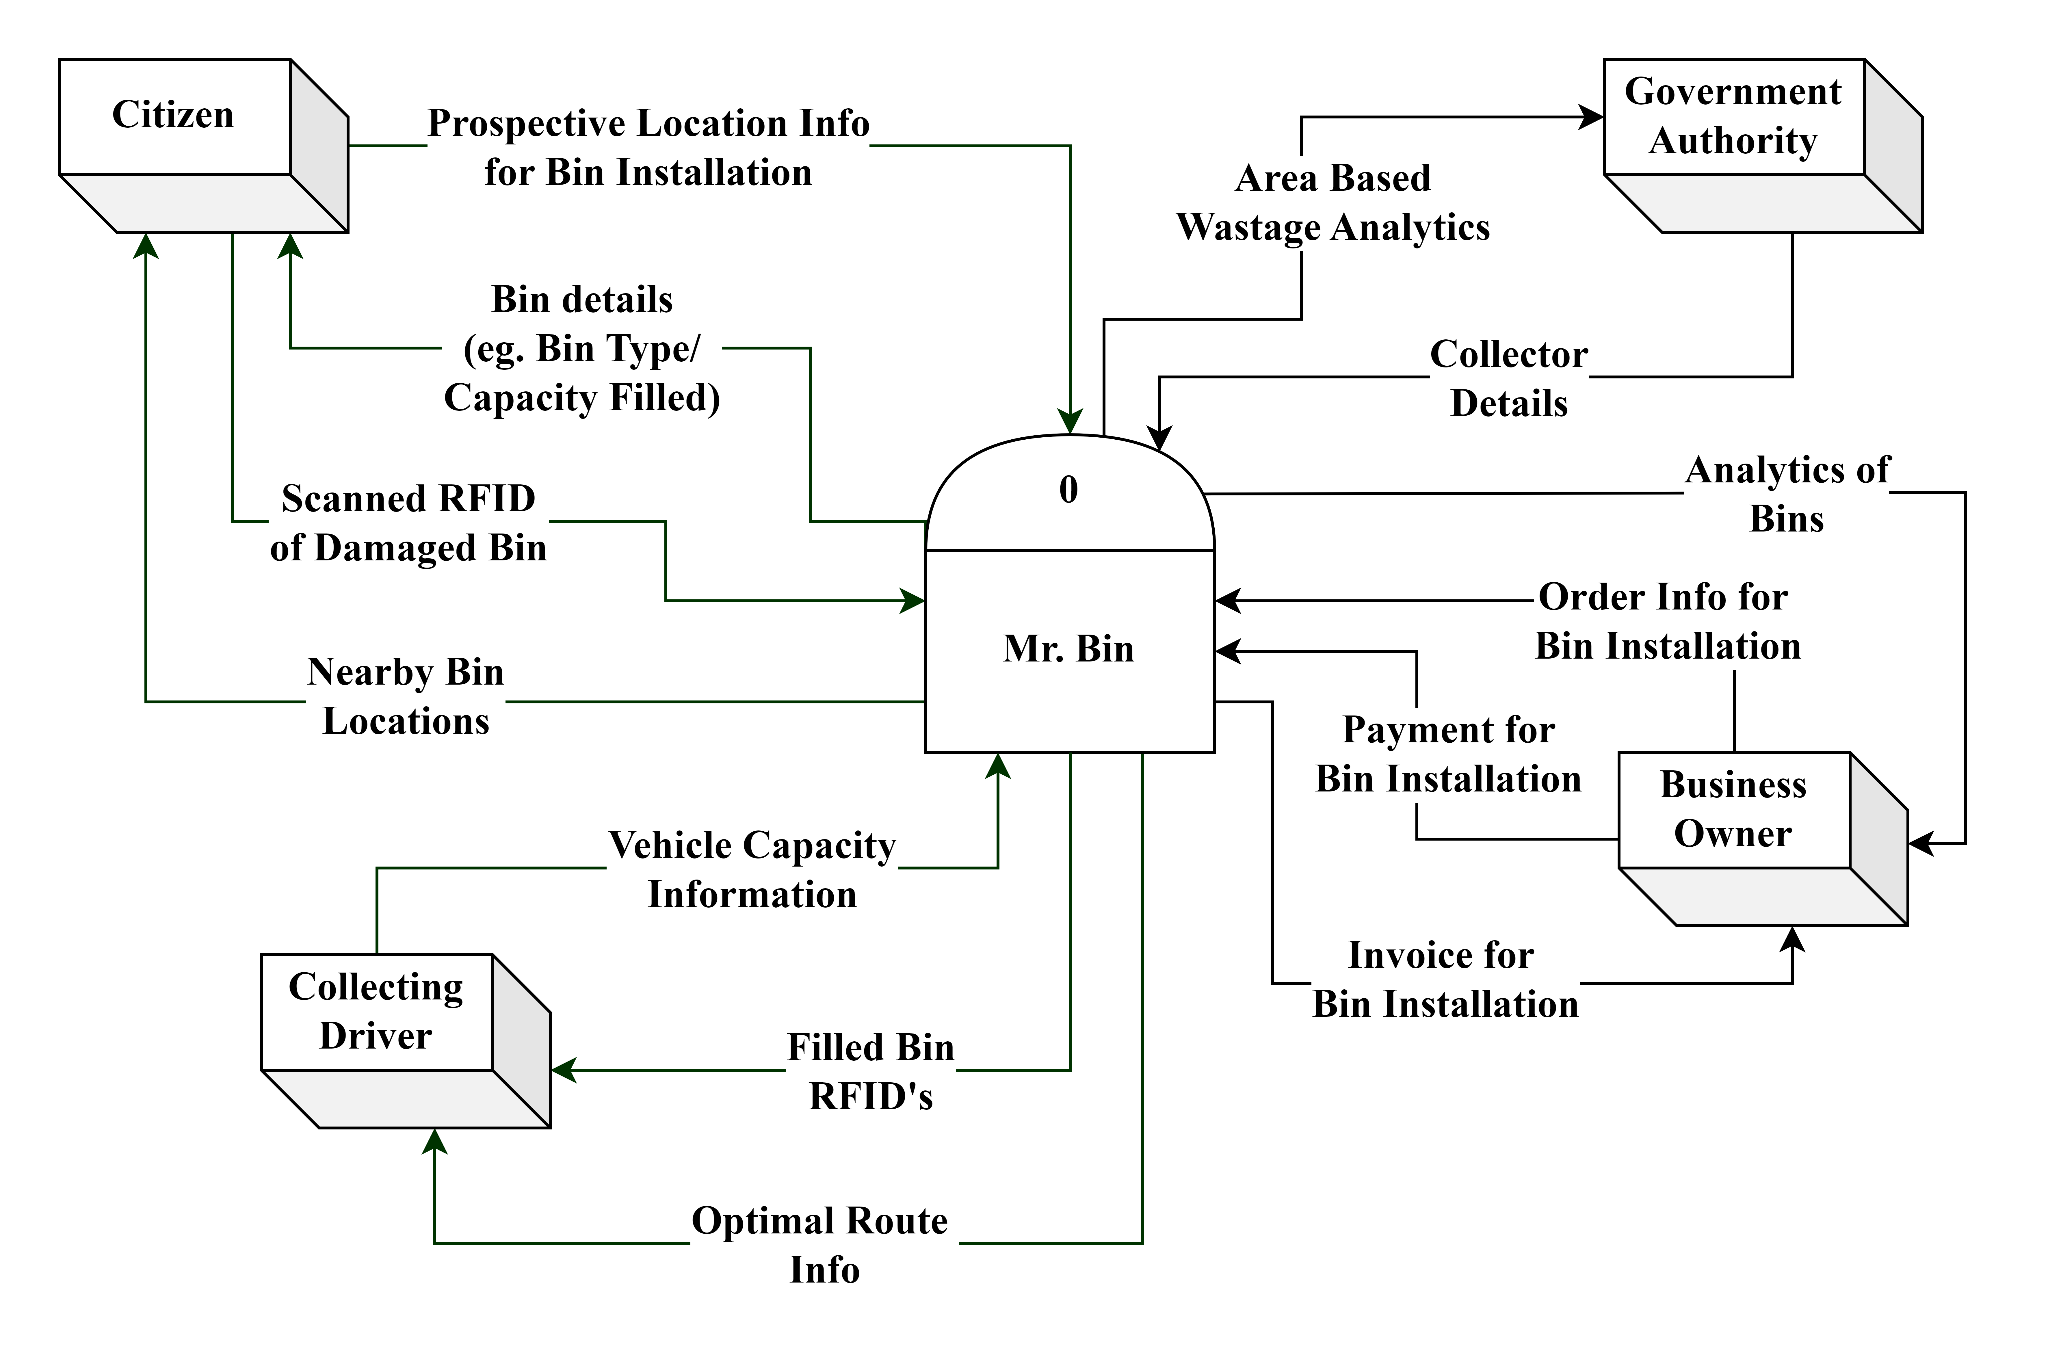 Citizen
Prospective Location Info
for Bin Installation
Government
Authority
Area Based
Wastage Analytics
Bin details
(eg. Bin Type/
Capacity Filled)
Collector
Details
0
Analytics of
Bins
Scanned RFID
of Damaged Bin
Order Info for
Bin Installation
Mr. Bin
Nearby Bin
Locations
Payment for
Bin Installation
Business
Owner
Vehicle Capacity
Information
Invoice for
Bin Installation
Collecting
Driver
Filled Bin
RFID's
Optimal Route
Info